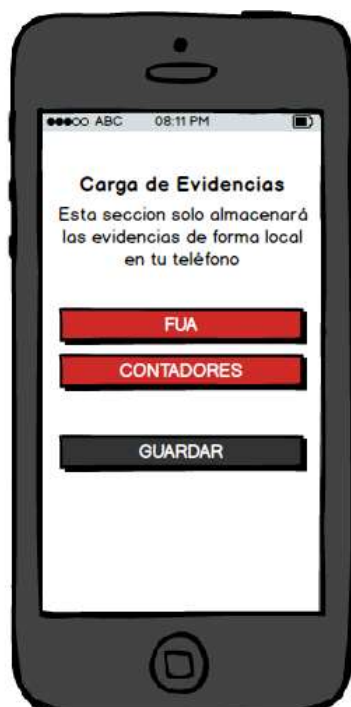 ABC 08:11 PM
Carga de Evidencias
Esta seccion solo almacenará
las evidencias de forma local
en tu teléfono
FUA
CONTADORES
GUARDAR